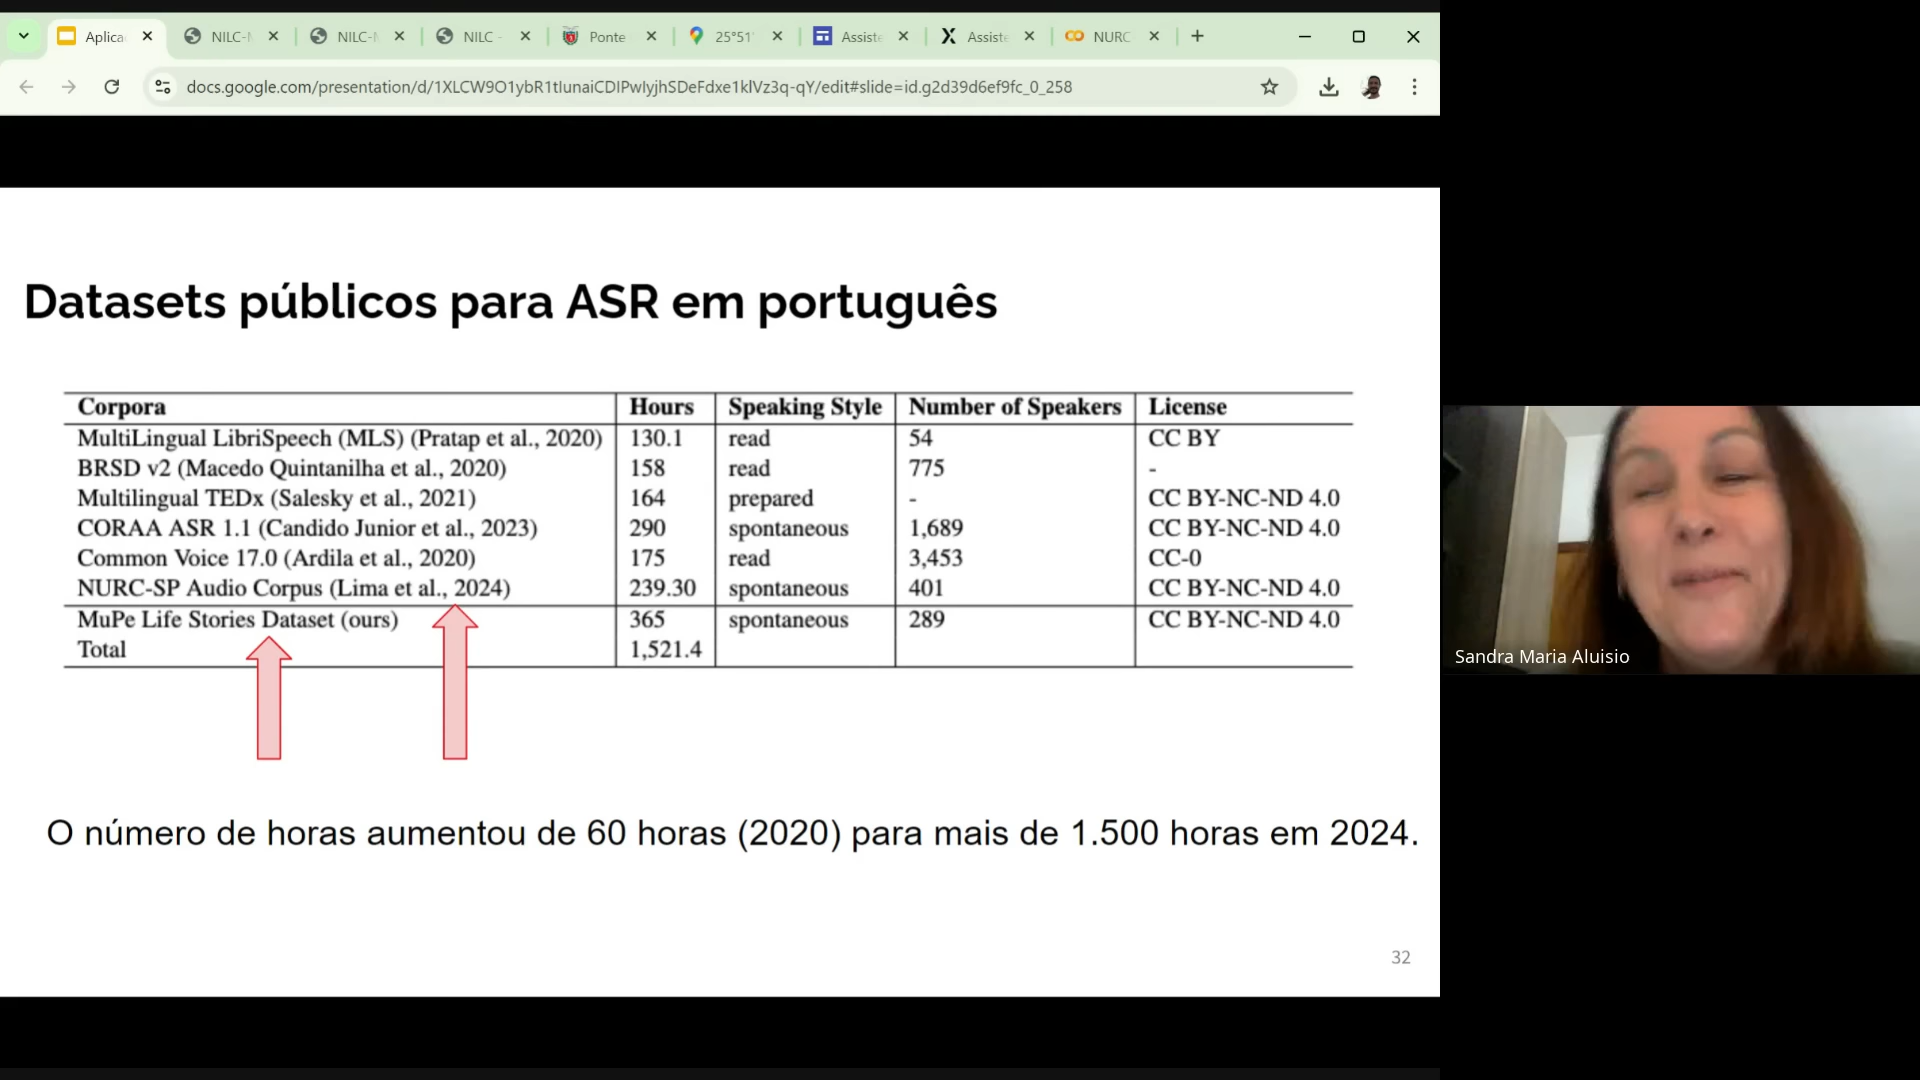 Aplica
NILC-
NILC-
NILC -
Ponte
25°51'
Assiste
Assiste
NURC
docs.google.com/presentation/d/1XLCW9O1ybR1tIunaiCDIPwIyjhSDeFdxe1klVz3q-qY/edit#slide=id.g2d39d6ef9fc_0_258
Datasets públicos para ASR em português
Corpora Hours Speaking Style Number of Speakers License
MultiLingual LibriSpeech (MLS) (Pratap et al., 2020) 130.1 read 54 CC BY
BRSD v2 (Macedo Quintanilha et al., 2020) 158 read 775 -
Multilingual TEDx (Salesky et al., 2021) 164 prepared - CC BY-NC-ND 4.0
CORAA ASR 1.1 (Candido Junior et al., 2023) 290 spontaneous 1,689 CC BY-NC-ND 4.0
Common Voice 17.0 (Ardila et al., 2020) 175 read 3,453 CC-0
NURC-SP Audio Corpus (Lima et al., 2024) 239.30 spontaneous 401 CC BY-NC-ND 4.0
MuPe Life Stories Dataset (ours) 365 spontaneous 289 CC BY-NC-ND 4.0
Total 1,521.4
O número de horas aumentou de 60 horas (2020) para mais de 1.500 horas em 2024.
32
Sandra Maria Aluisio